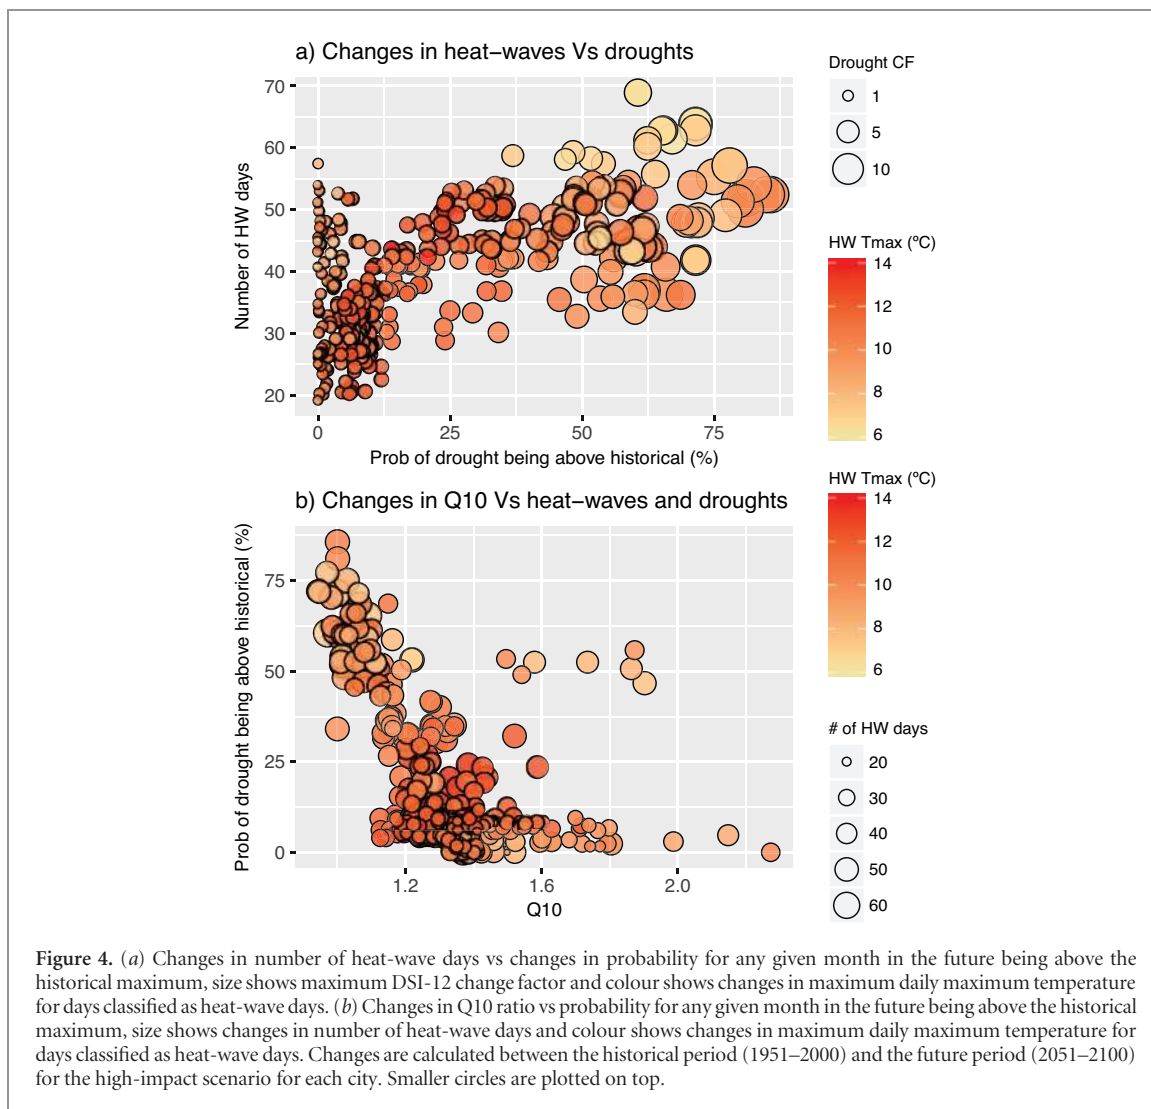 a) Changes in heat−waves Vs droughts
Number of HW days
70
60
50
40
30
20
0
25
50
75
Prob of drought being above historical (%)
Drought CF
1
5
10
HW Tmax (ºC)
14
12
10
8
6
b) Changes in Q10 Vs heat−waves and droughts
Prob of drought being above historical (%)
75
50
25
0
1.2
1.6
2.0
Q10
HW Tmax (ºC)
14
12
10
8
6
# of HW days
20
30
40
50
60
Figure 4. (a) Changes in number of heat-wave days vs changes in probability for any given month in the future being above the
historical maximum, size shows maximum DSI-12 change factor and colour shows changes in maximum daily maximum temperature
for days classified as heat-wave days. (b) Changes in Q10 ratio vs probability for any given month in the future being above the historical
maximum, size shows changes in number of heat-wave days and colour shows changes in maximum daily maximum temperature for
days classified as heat-wave days. Changes are calculated between the historical period (1951–2000) and the future period (2051–2100)
for the high-impact scenario for each city. Smaller circles are plotted on top.